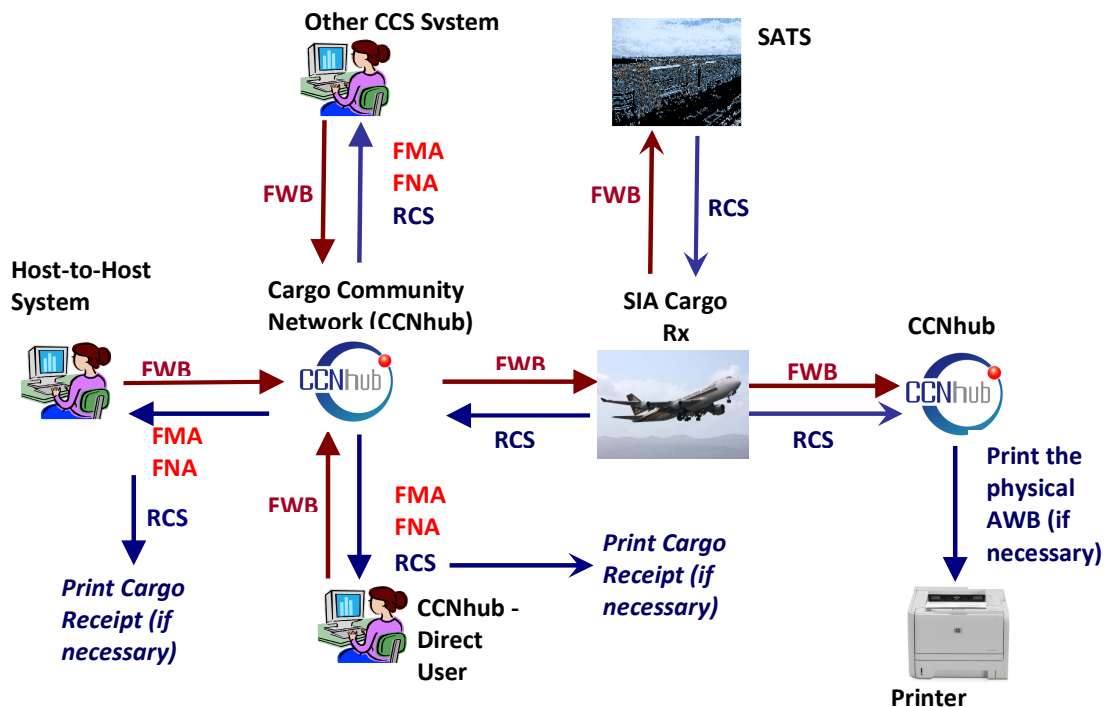 Other CCS System
SATS
FWB
FMA
FNA
RCS
FWB
RCS
Host-to-Host
System
Cargo Community
Network (CCNhub)
SIA Cargo
Rx
CCNhub
FWB
CCNhub
FWB
FWB
CCNhub
FMA
FNA
RCS
RCS
RCS
FWB
FMA
FNA
RCS
Print the
physical
AWB (if
necessary)
Print Cargo
Receipt (if
necessary)
Print Cargo
Receipt (if
necessary)
CCNhub -
Direct
User
Printer